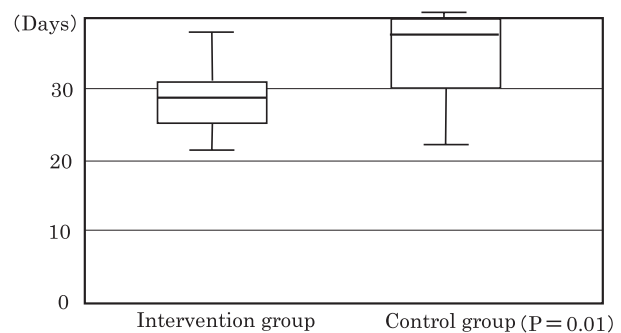 (Days)
30
20
10
0
Intervention group
Control group (P＝0.01)